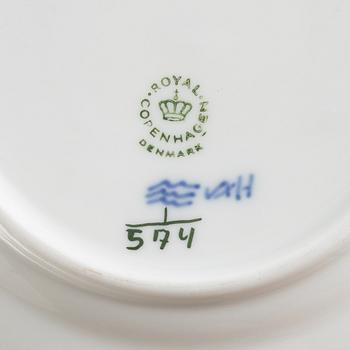 ROYAL
COPENHAGEN
DENMARK
1
574